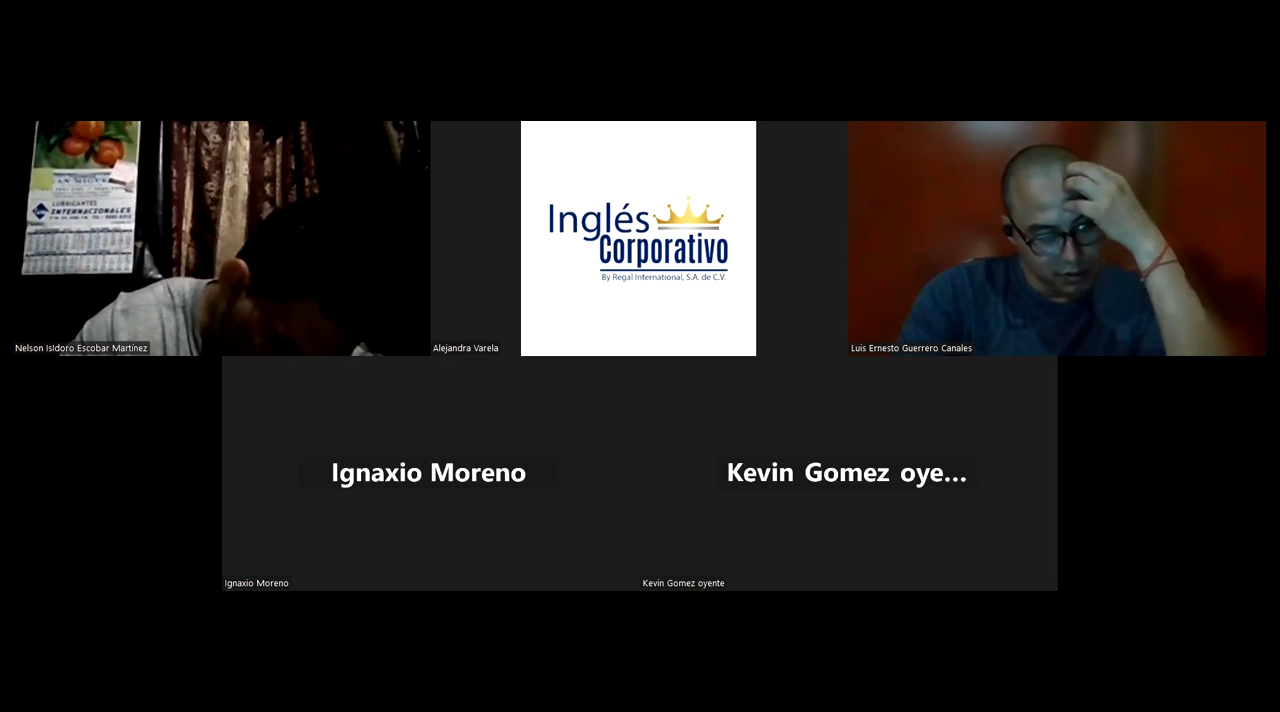 LUBRICANTES
INTERNACIONALES
Nelson IsIdoro Escobar Martínez
Inglés
Corporativo
By Regal International, S.A. de C.V.
Alejandra Varela
Luis Ernesto Guerrero Canales
Ignaxio Moreno
Kevin Gomez oye...
Ignaxio Moreno
Kevin Gomez oyente